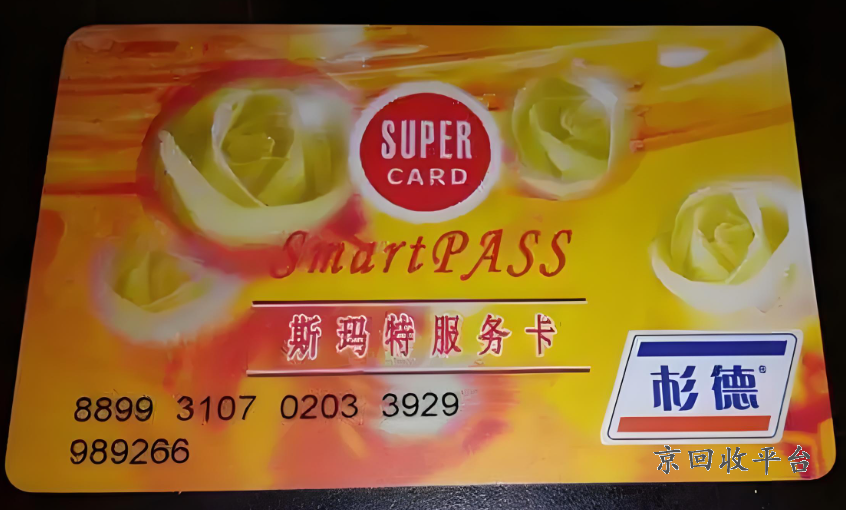 SUPER
CARD
SmartPASS
斯玛特服务卡
杉德
8899 3107 0203 3929
989266
京回收平台